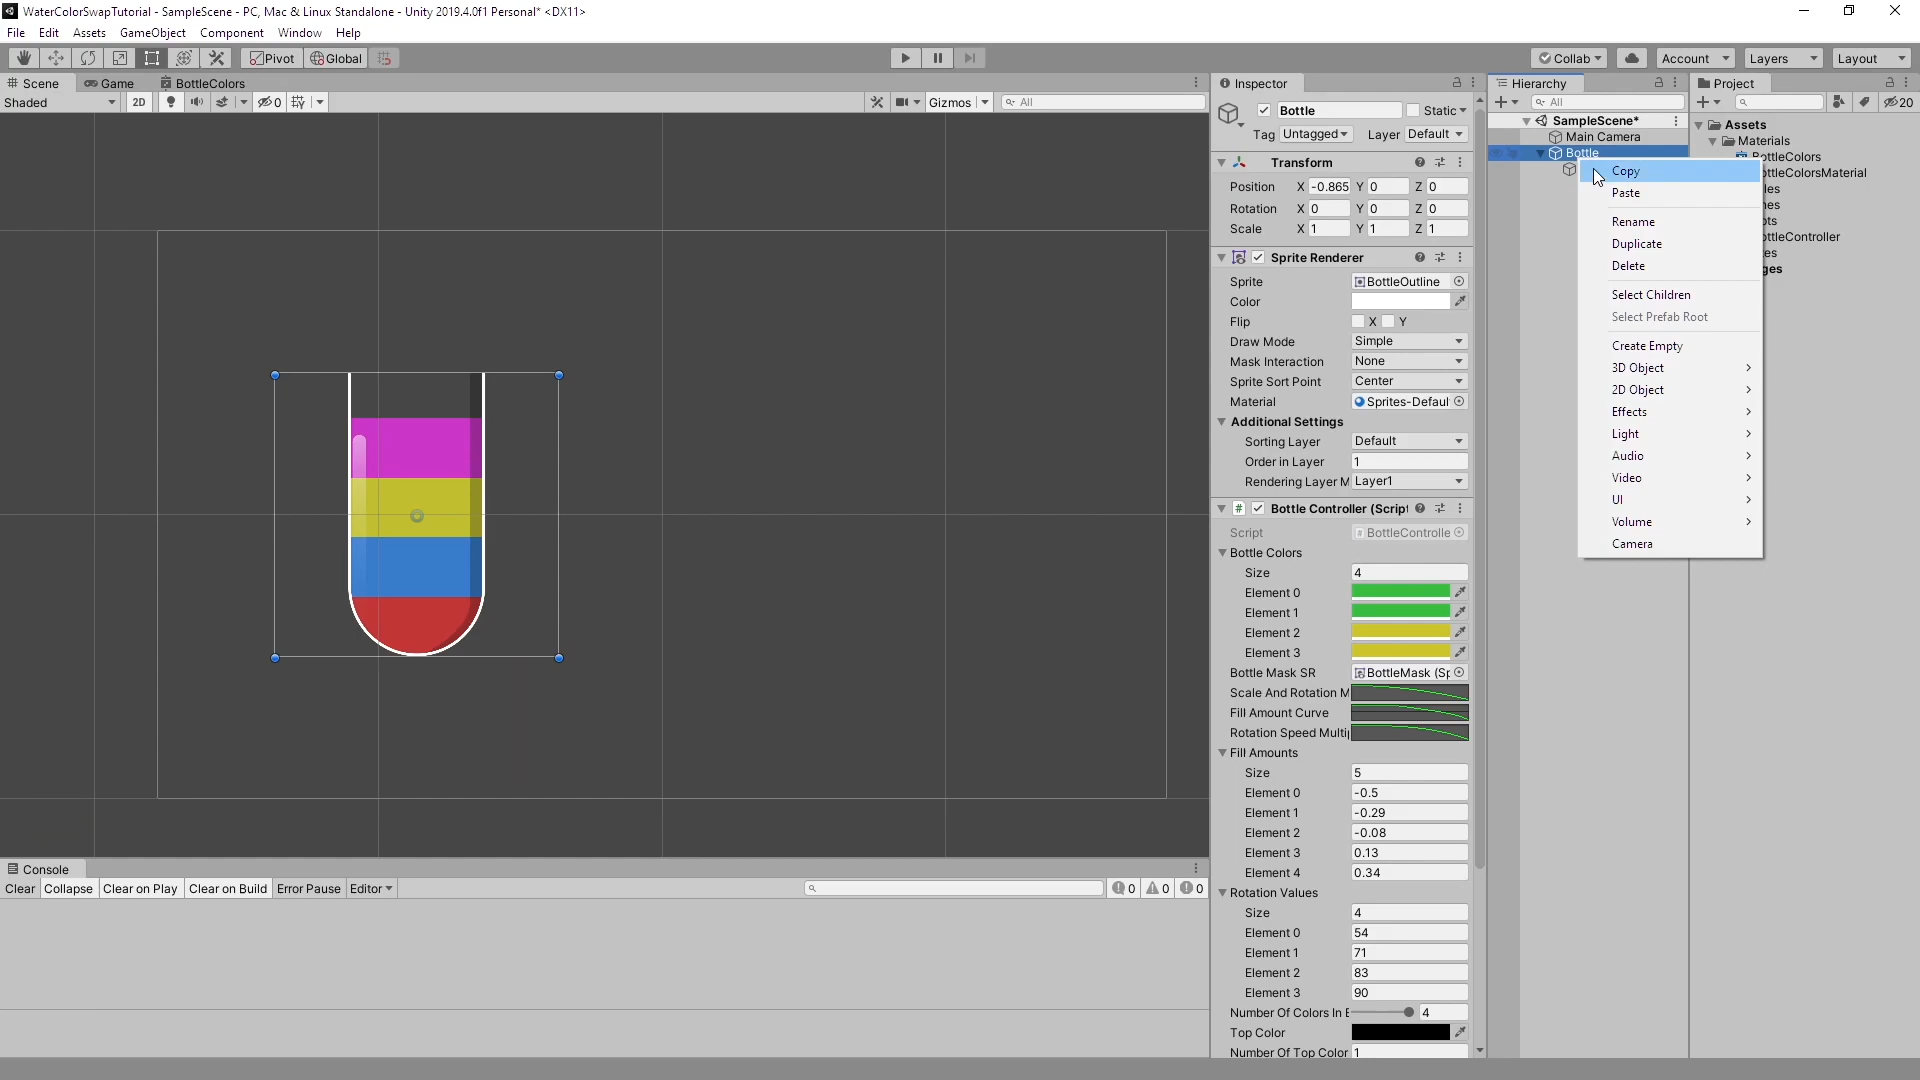 WaterColorSwapTutorial - SampleScene - PC, Mac & Linux Standalone - Unity 2019.4.0f1 Personal* <DX11>
File Edit Assets GameObject Component Window Help
Pivot Global Collab Account Layers Layout
Scene Game BottleColors
Shaded 2D 0 Gizmos All
Inspector
Bottle Static
Tag Untagged Layer Default
Transform
Position X -0.865 Y 0 Z 0
Rotation X 0 Y 0 Z 0
Scale X 1 Y 1 Z 1
Sprite Renderer
Sprite BottleOutline
Color
Flip X Y
Draw Mode Simple
Mask Interaction None
Sprite Sort Point Center
Material Sprites-Defaul
Additional Settings
Sorting Layer Default
Order in Layer 1
Rendering Layer M Layer1
Bottle Controller (Script
Script BottleControlle
Bottle Colors
Size 4
Element 0
Element 1
Element 2
Element 3
Bottle Mask SR BottleMask (Sp
Scale And Rotation M
Fill Amount Curve
Rotation Speed Multip
Fill Amounts
Size 5
Element 0 -0.5
Element 1 -0.29
Element 2 -0.08
Element 3 0.13
Element 4 0.34
Rotation Values
Size 4
Element 0 54
Element 1 71
Element 2 83
Element 3 90
Number Of Colors In B 4
Top Color
Number Of Top Color 1
Hierarchy
All
SampleScene*
Main Camera
Bottle
Copy
Paste
Rename
Duplicate
Delete
Select Children
Select Prefab Root
Create Empty
3D Object
2D Object
Effects
Light
Audio
Video
UI
Volume
Camera
Project
20
Assets
Materials
BottleColors
ottleColorsMaterial
les
nes
pts
ottleController
es
ges
Console
Clear Collapse Clear on Play Clear on Build Error Pause Editor 0 0 0